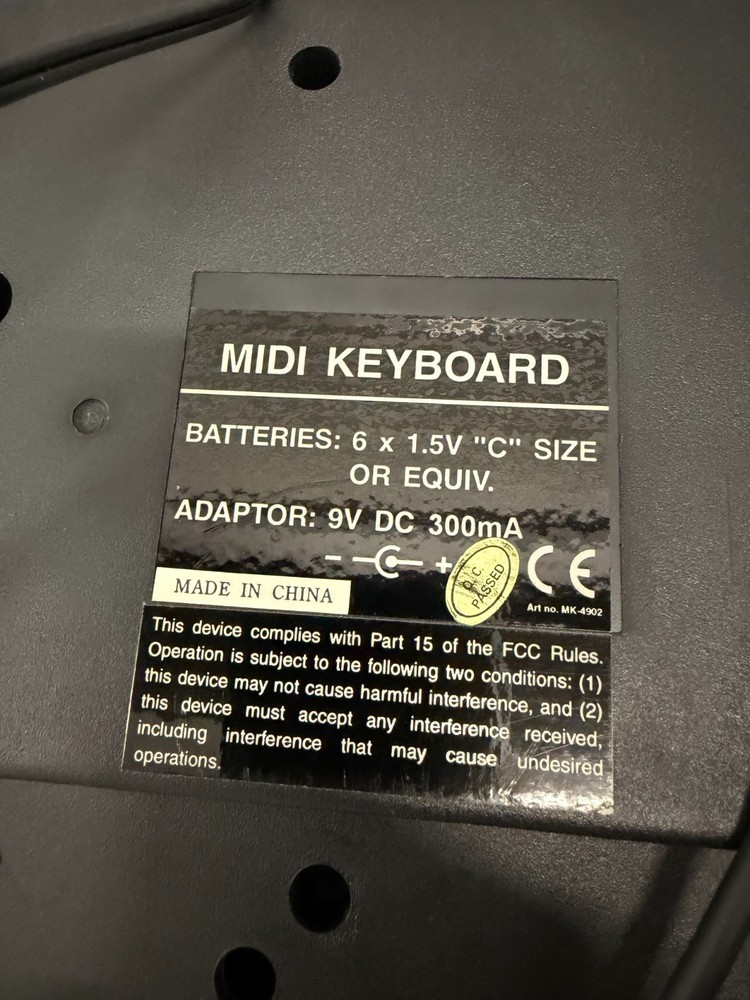 MIDI KEYBOARD
BATTERIES: 6 x 1.5V "C" SIZE
OR EQUIV.
ADAPTOR: 9V DC 300mA
- +
Q.C. PASSED
CE
MADE IN CHINA
Art no. MK-4902
This device complies with Part 15 of the FCC Rules.
Operation is subject to the following two conditions: (1)
this device may not cause harmful interference, and (2)
this device must accept any interference received,
including interference that may cause undesired
operations.